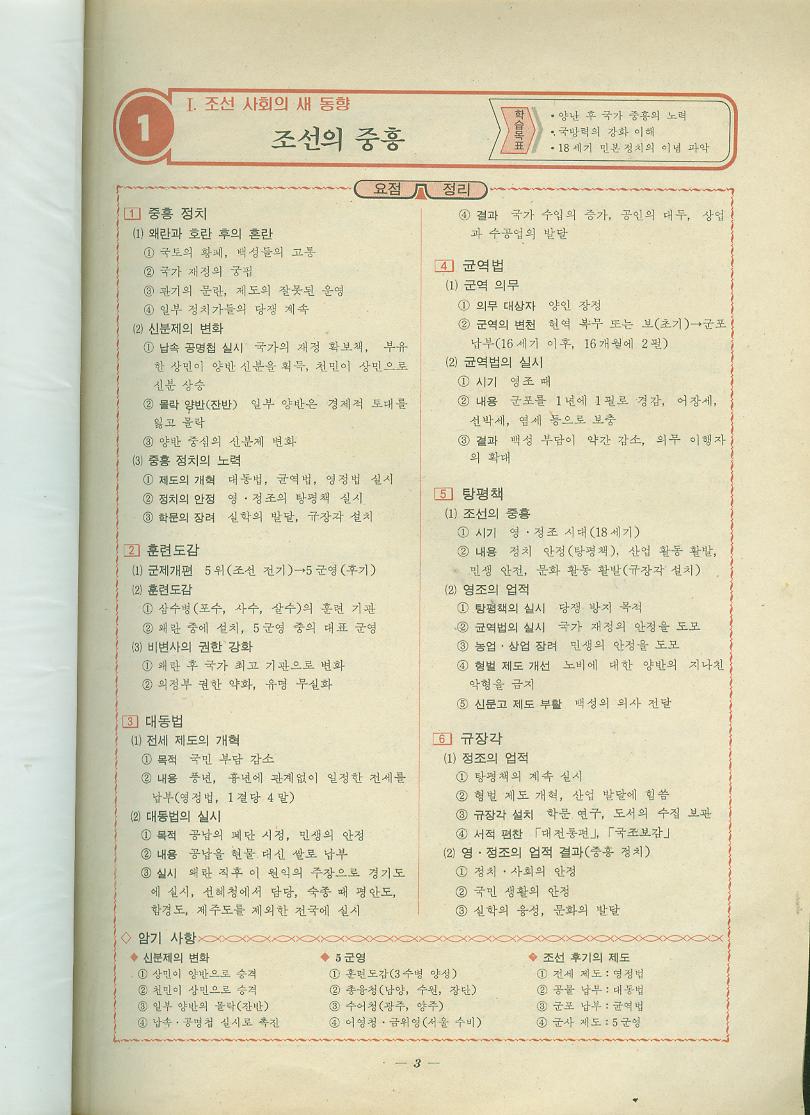 1
Ⅰ. 조선 사회의 새 동향
조선의 중흥
학습목표
• 양난 후 국가 중흥의 노력
• 국방력의 강화 이해
• 18세기 민본 정치의 이념 파악
요점 정리
1 중흥 정치
(1) 왜란과 호란 후의 혼란
① 국토의 황폐, 백성들의 고통
② 국가 재정의 궁핍
③ 관기의 문란, 제도의 잘못된 운영
④ 일부 정치가들의 당쟁 계속
(2) 신분제의 변화
① 납속 공명첩 실시 국가의 재정 확보책, 부유
한 상민이 양반 신분을 획득, 천민이 상민으로
신분 상승
② 몰락 양반(잔반) 일부 양반은 경제적 토대를
잃고 몰락
③ 양반 중심의 신분제 변화
(3) 중흥 정치의 노력
① 제도의 개혁 대동법, 균역법, 영정법 실시
② 정치의 안정 영·정조의 탕평책 실시
③ 학문의 장려 실학의 발달, 규장각 설치
2 훈련도감
(1) 군제개편 5위(조선 전기)→5군영(후기)
(2) 훈련도감
① 삼수병(포수, 사수, 살수)의 훈련 기관
② 왜란 중에 설치, 5군영 중의 대표 군영
(3) 비변사의 권한 강화
① 왜란 후 국가 최고 기관으로 변화
② 의정부 권한 약화, 유명 무실화
3 대동법
(1) 전세 제도의 개혁
① 목적 국민 부담 감소
② 내용 풍년, 흉년에 관계없이 일정한 전세를
납부(영정법, 1결당 4말)
(2) 대동법의 실시
① 목적 공납의 폐단 시정, 민생의 안정
② 내용 공납을 현물 대신 쌀로 납부
③ 실시 왜란 직후 이 원익의 주장으로 경기도
에 실시, 선혜청에서 담당, 숙종 때 평안도,
함경도, 제주도를 제외한 전국에 실시
④ 결과 국가 수입의 증가, 공인의 대두, 상업
과 수공업의 발달
4 균역법
(1) 군역 의무
① 의무 대상자 양인 장정
② 군역의 변천 현역 복무 또는 보(초기)→군포
납부(16세기 이후, 16개월에 2필)
(2) 균역법의 실시
① 시기 영조 때
② 내용 군포를 1년에 1필로 경감, 어장세,
선박세, 염세 등으로 보충
③ 결과 백성 부담이 약간 감소, 의무 이행자
의 확대
5 탕평책
(1) 조선의 중흥
① 시기 영·정조 시대(18세기)
② 내용 정치 안정(탕평책), 산업 활동 활발,
민생 안전, 문화 활동 활발(규장각 설치)
(2) 영조의 업적
① 탕평책의 실시 당쟁 방지 목적
② 균역법의 실시 국가 재정의 안정을 도모
③ 농업·상업 장려 민생의 안정을 도모
④ 형벌 제도 개선 노비에 대한 양반의 지나친
악형을 금지
⑤ 신문고 제도 부활 백성의 의사 전달
6 규장각
(1) 정조의 업적
① 탕평책의 계속 실시
② 형벌 제도 개혁, 산업 발달에 힘씀
③ 규장각 설치 학문 연구, 도서의 수집 보관
④ 서적 편찬 「대전통편」, 「국조보감」
(2) 영·정조의 업적 결과(중흥 정치)
① 정치·사회의 안정
② 국민 생활의 안정
③ 실학의 융성, 문화의 발달
◇ 암기 사항
◆ 신분제의 변화
① 상민이 양반으로 승격
② 천민이 상민으로 승격
③ 일부 양반의 몰락(잔반)
④ 납속·공명첩 실시로 촉진
◆ 5군영
① 훈련도감(3수병 양성)
② 총융청(남양, 수원, 장단)
③ 수어청(광주, 양주)
④ 어영청·금위영(서울 수비)
◆ 조선 후기의 제도
① 전세 제도 : 영정법
② 공물 납부 : 대동법
③ 군포 납부 : 균역법
④ 군사 제도 : 5군영
— 3 —